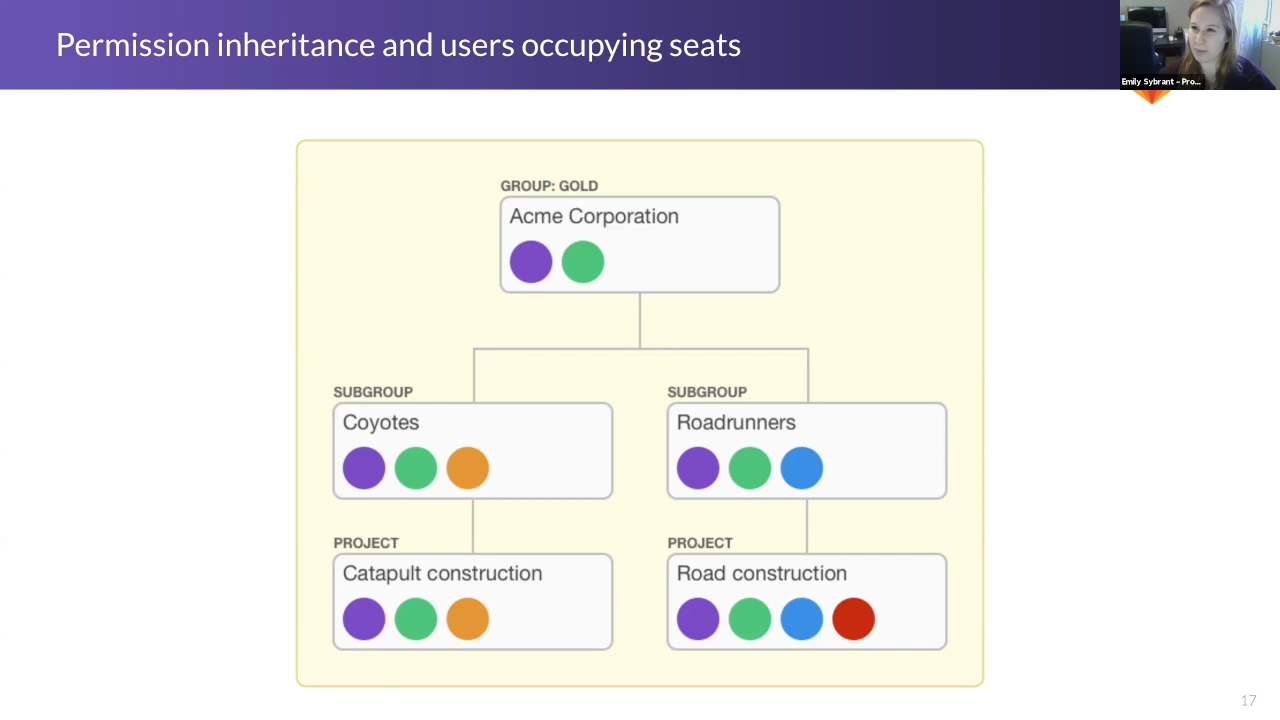 Permission inheritance and users occupying seats
Emily Sybrant – Pro...
GROUP: GOLD
Acme Corporation
SUBGROUP
Coyotes
SUBGROUP
Roadrunners
PROJECT
Catapult construction
PROJECT
Road construction
17